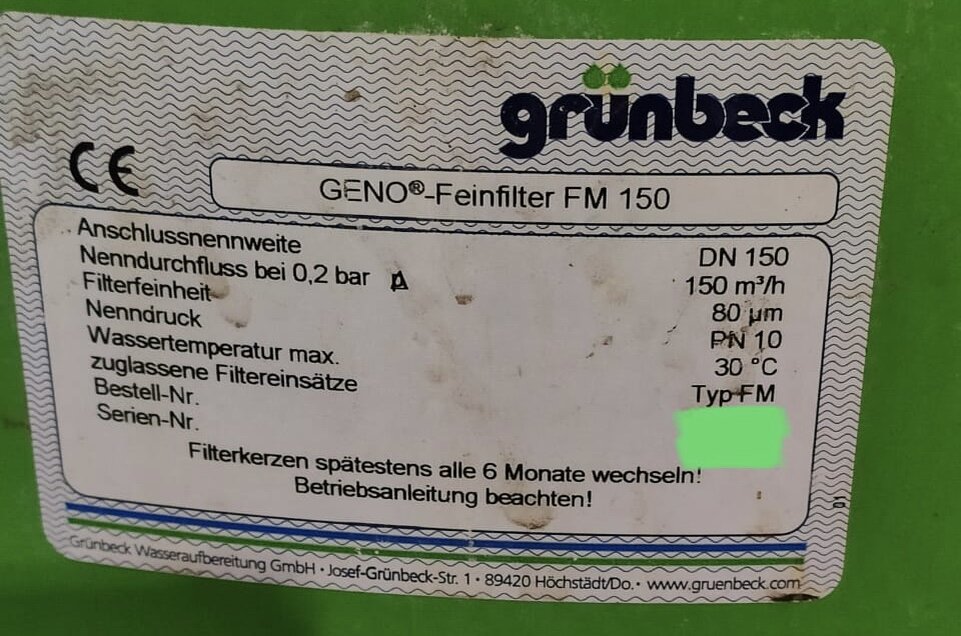 grünbeck
CE
GENO®-Feinfilter FM 150
Anschlussnennweite DN 150
Nenndurchfluss bei 0,2 bar Δ 150 m³/h
Filterfeinheit 80 µm
Nenndruck PN 10
Wassertemperatur max. 30 °C
zuglassene Filtereinsätze Typ FM
Bestell-Nr.
Serien-Nr.
Filterkerzen spätestens alle 6 Monate wechseln!
Betriebsanleitung beachten!
01
Grünbeck Wasseraufbereitung GmbH • Josef-Grünbeck-Str. 1 • 89420 Höchstädt/Do. • www.gruenbeck.com